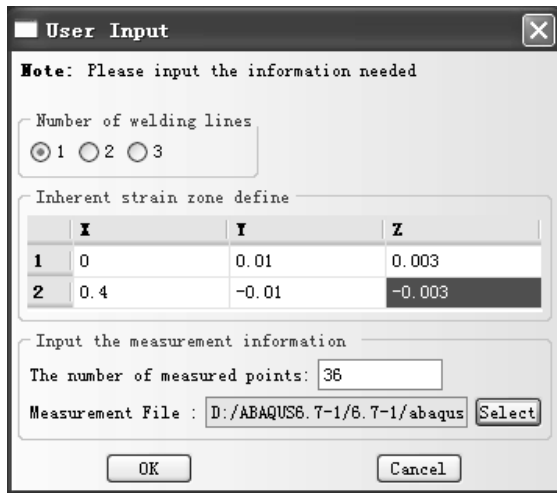 User Input
Note: Please input the information needed
Number of welding lines
1 2 3
Inherent strain zone define
X Y Z
1 0 0.01 0.003
2 0.4 -0.01 -0.003
Input the measurement information
The number of measured points: 36
Measurement File : D:/ABAQUS6.7-1/6.7-1/abaqus Select
OK Cancel